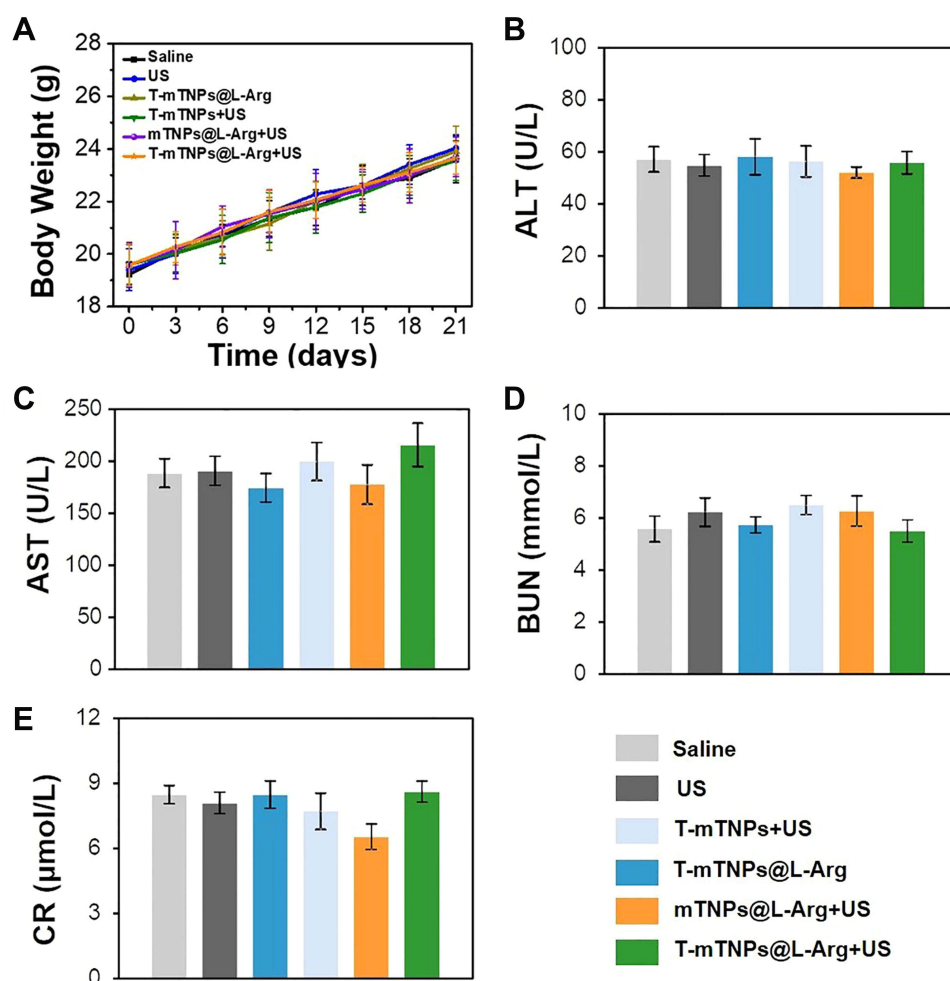 A
Body Weight (g)
28
26
24
22
20
18
Saline
US
T-mTNPs@L-Arg
T-mTNPs+US
mTNPs@L-Arg+US
T-mTNPs@L-Arg+US
0 3 6 9 12 15 18 21
Time (days)
B
ALT (U/L)
100
80
60
40
20
0
C
AST (U/L)
250
200
150
100
50
0
D
BUN (mmol/L)
10
8
6
4
2
0
E
CR (μmol/L)
12
9
6
3
0
Saline
US
T-mTNPs+US
T-mTNPs@L-Arg
mTNPs@L-Arg+US
T-mTNPs@L-Arg+US